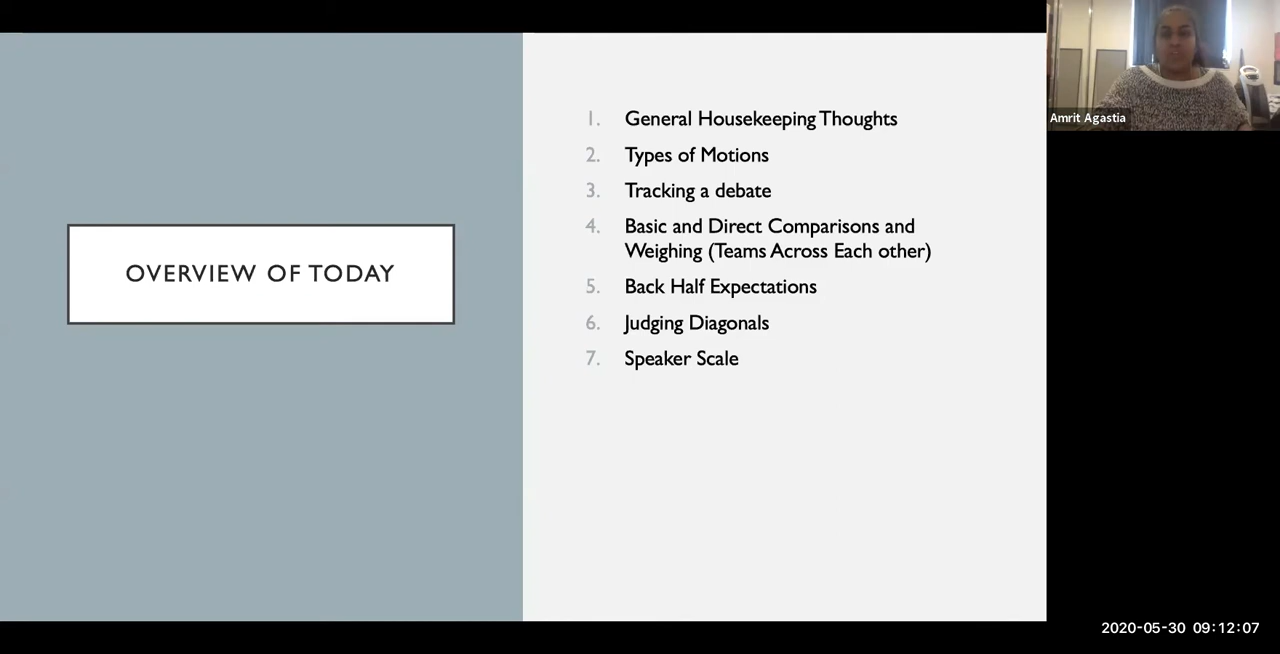 OVERVIEW OF TODAY
1. General Housekeeping Thoughts
2. Types of Motions
3. Tracking a debate
4. Basic and Direct Comparisons and
Weighing (Teams Across Each other)
5. Back Half Expectations
6. Judging Diagonals
7. Speaker Scale
Amrit Agastia
2020-05-30 09:12:07